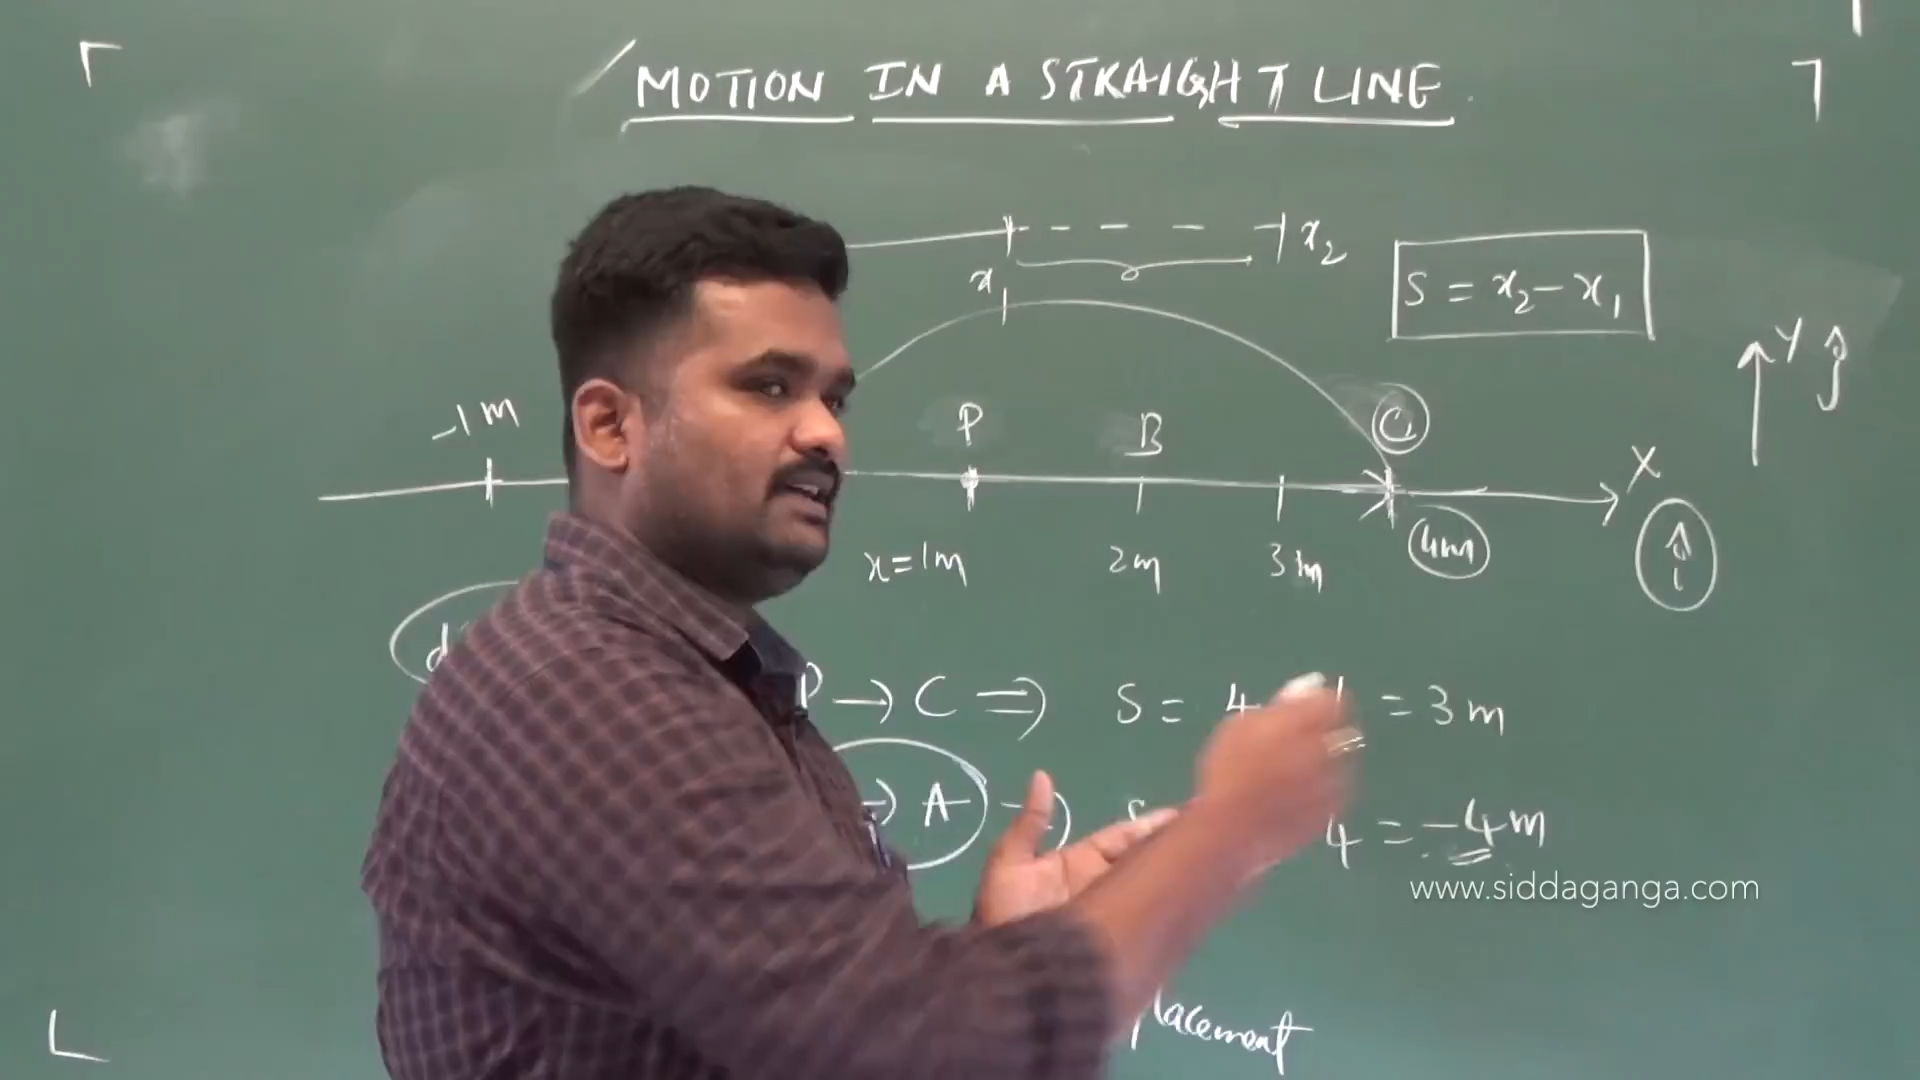 MOTION IN A STRAIGHT LINE
x₁ x₂
S = x₂ - x₁
Y ĵ
-1m P B C X
x=1m 2m 3m 4m î
P → C ⇒ S = 4 - 1 = 3m
→ A → S 4 = -4m
www.siddaganga.com